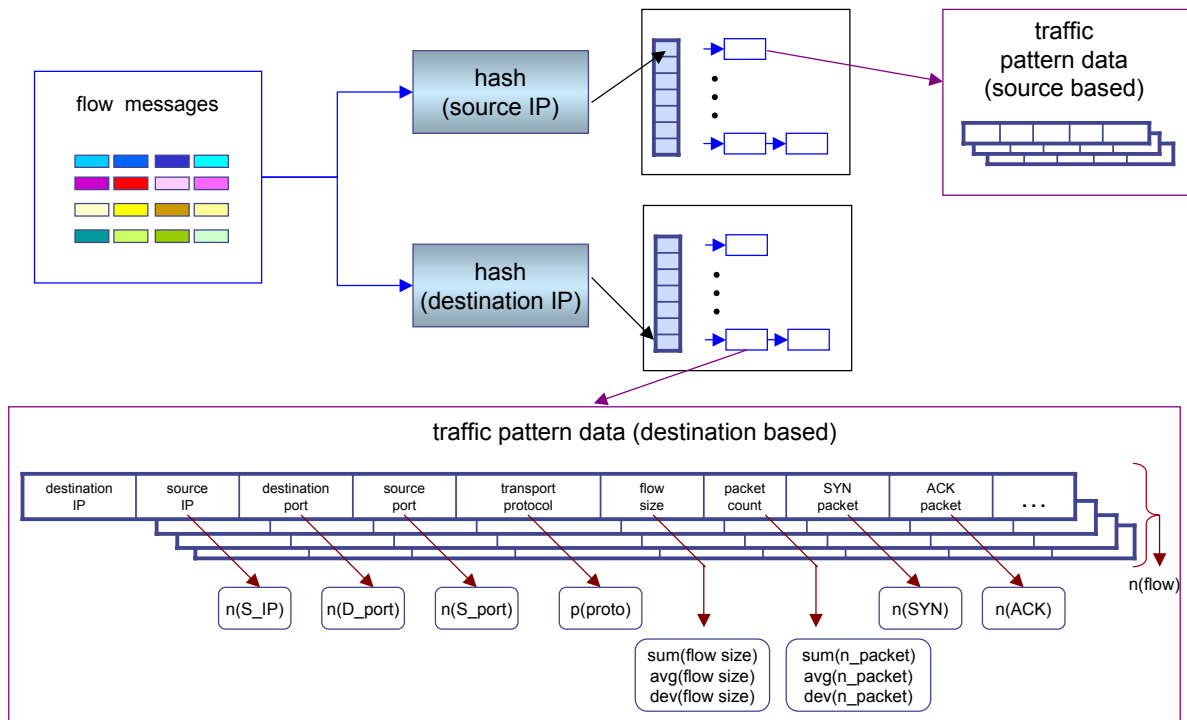 flow messages
hash
(source IP)
traffic
pattern data
(source based)
hash
(destination IP)
traffic pattern data (destination based)
destination
IP
source
IP
destination
port
source
port
transport
protocol
flow
size
packet
count
SYN
packet
ACK
packet
...
n(flow)
n(S_IP)
n(D_port)
n(S_port)
p(proto)
n(SYN)
n(ACK)
sum(flow size)
avg(flow size)
dev(flow size)
sum(n_packet)
avg(n_packet)
dev(n_packet)